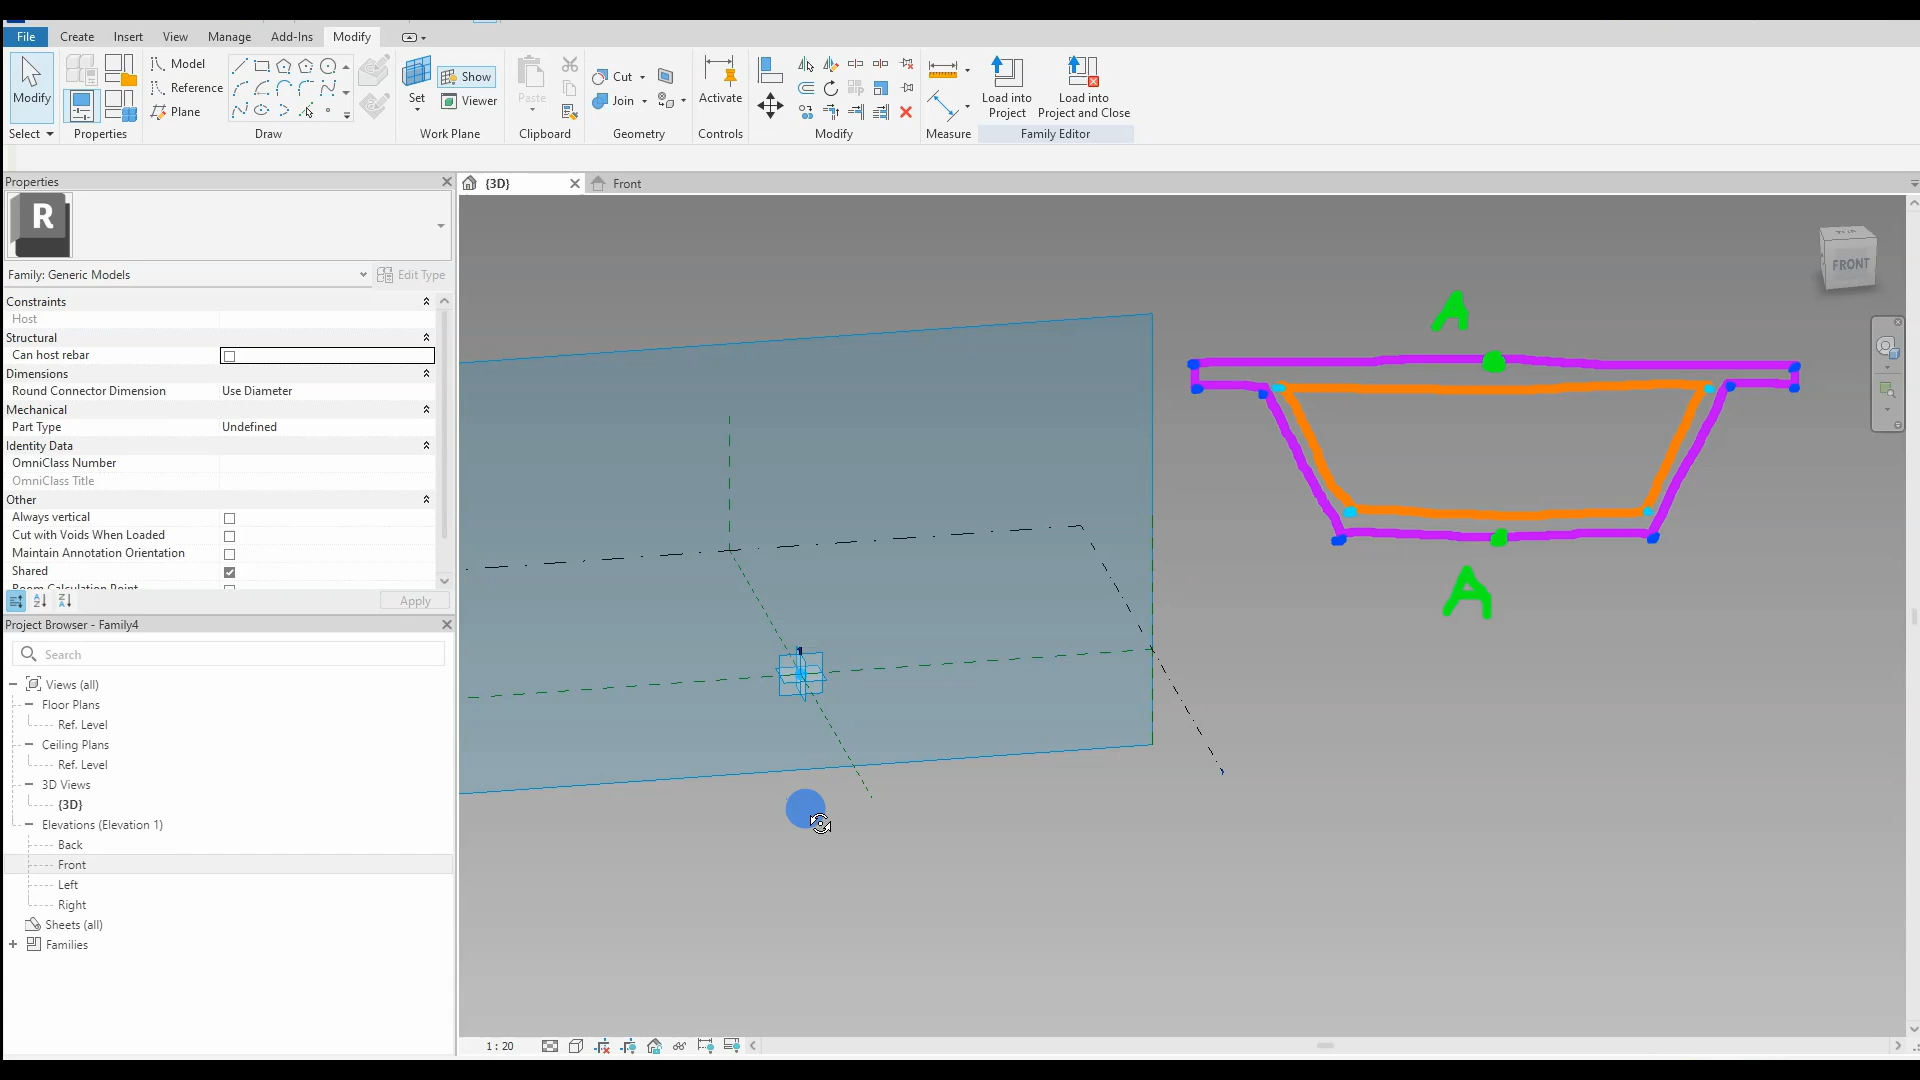 File Create Insert View Manage Add-Ins Modify
Modify
Select
Properties
Model
Reference
Plane
Draw
Set
Show
Viewer
Work Plane
Paste
Clipboard
Cut
Join
Geometry
Activate
Controls
Modify
Measure
Load into
Project
Load into
Project and Close
Family Editor
Properties
R
Family: Generic Models
Edit Type
Constraints
Host
Structural
Can host rebar
Dimensions
Round Connector Dimension Use Diameter
Mechanical
Part Type Undefined
Identity Data
OmniClass Number
OmniClass Title
Other
Always vertical
Cut with Voids When Loaded
Maintain Annotation Orientation
Shared
Room Calculation Point
Apply
Project Browser - Family4
Search
Views (all)
Floor Plans
Ref. Level
Ceiling Plans
Ref. Level
3D Views
{3D}
Elevations (Elevation 1)
Back
Front
Left
Right
Sheets (all)
Families
{3D} Front
TOP
FRONT
A
A
1 : 20